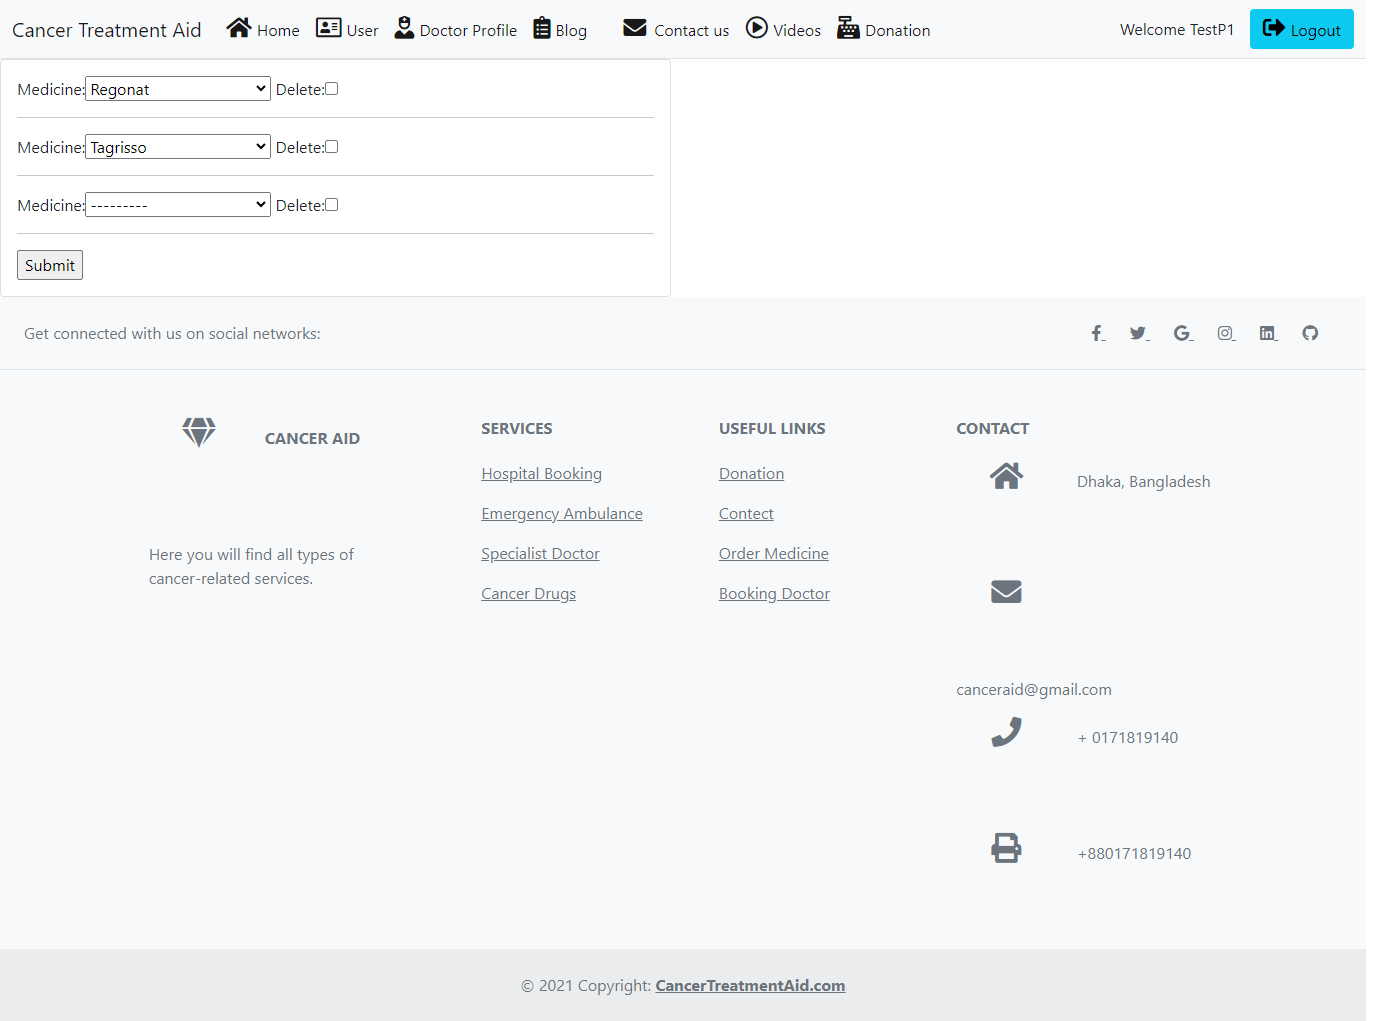 Cancer Treatment Aid Home User Doctor Profile Blog Contact us Videos Donation Welcome TestP1 Logout
Medicine: Regonat Delete:
Medicine: Tagrisso Delete:
Medicine: --------- Delete:
Submit
Get connected with us on social networks:
CANCER AID
Here you will find all types of
cancer-related services.
SERVICES
Hospital Booking
Emergency Ambulance
Specialist Doctor
Cancer Drugs
USEFUL LINKS
Donation
Contect
Order Medicine
Booking Doctor
CONTACT
Dhaka, Bangladesh
canceraid@gmail.com
+ 0171819140
+880171819140
© 2021 Copyright: CancerTreatmentAid.com